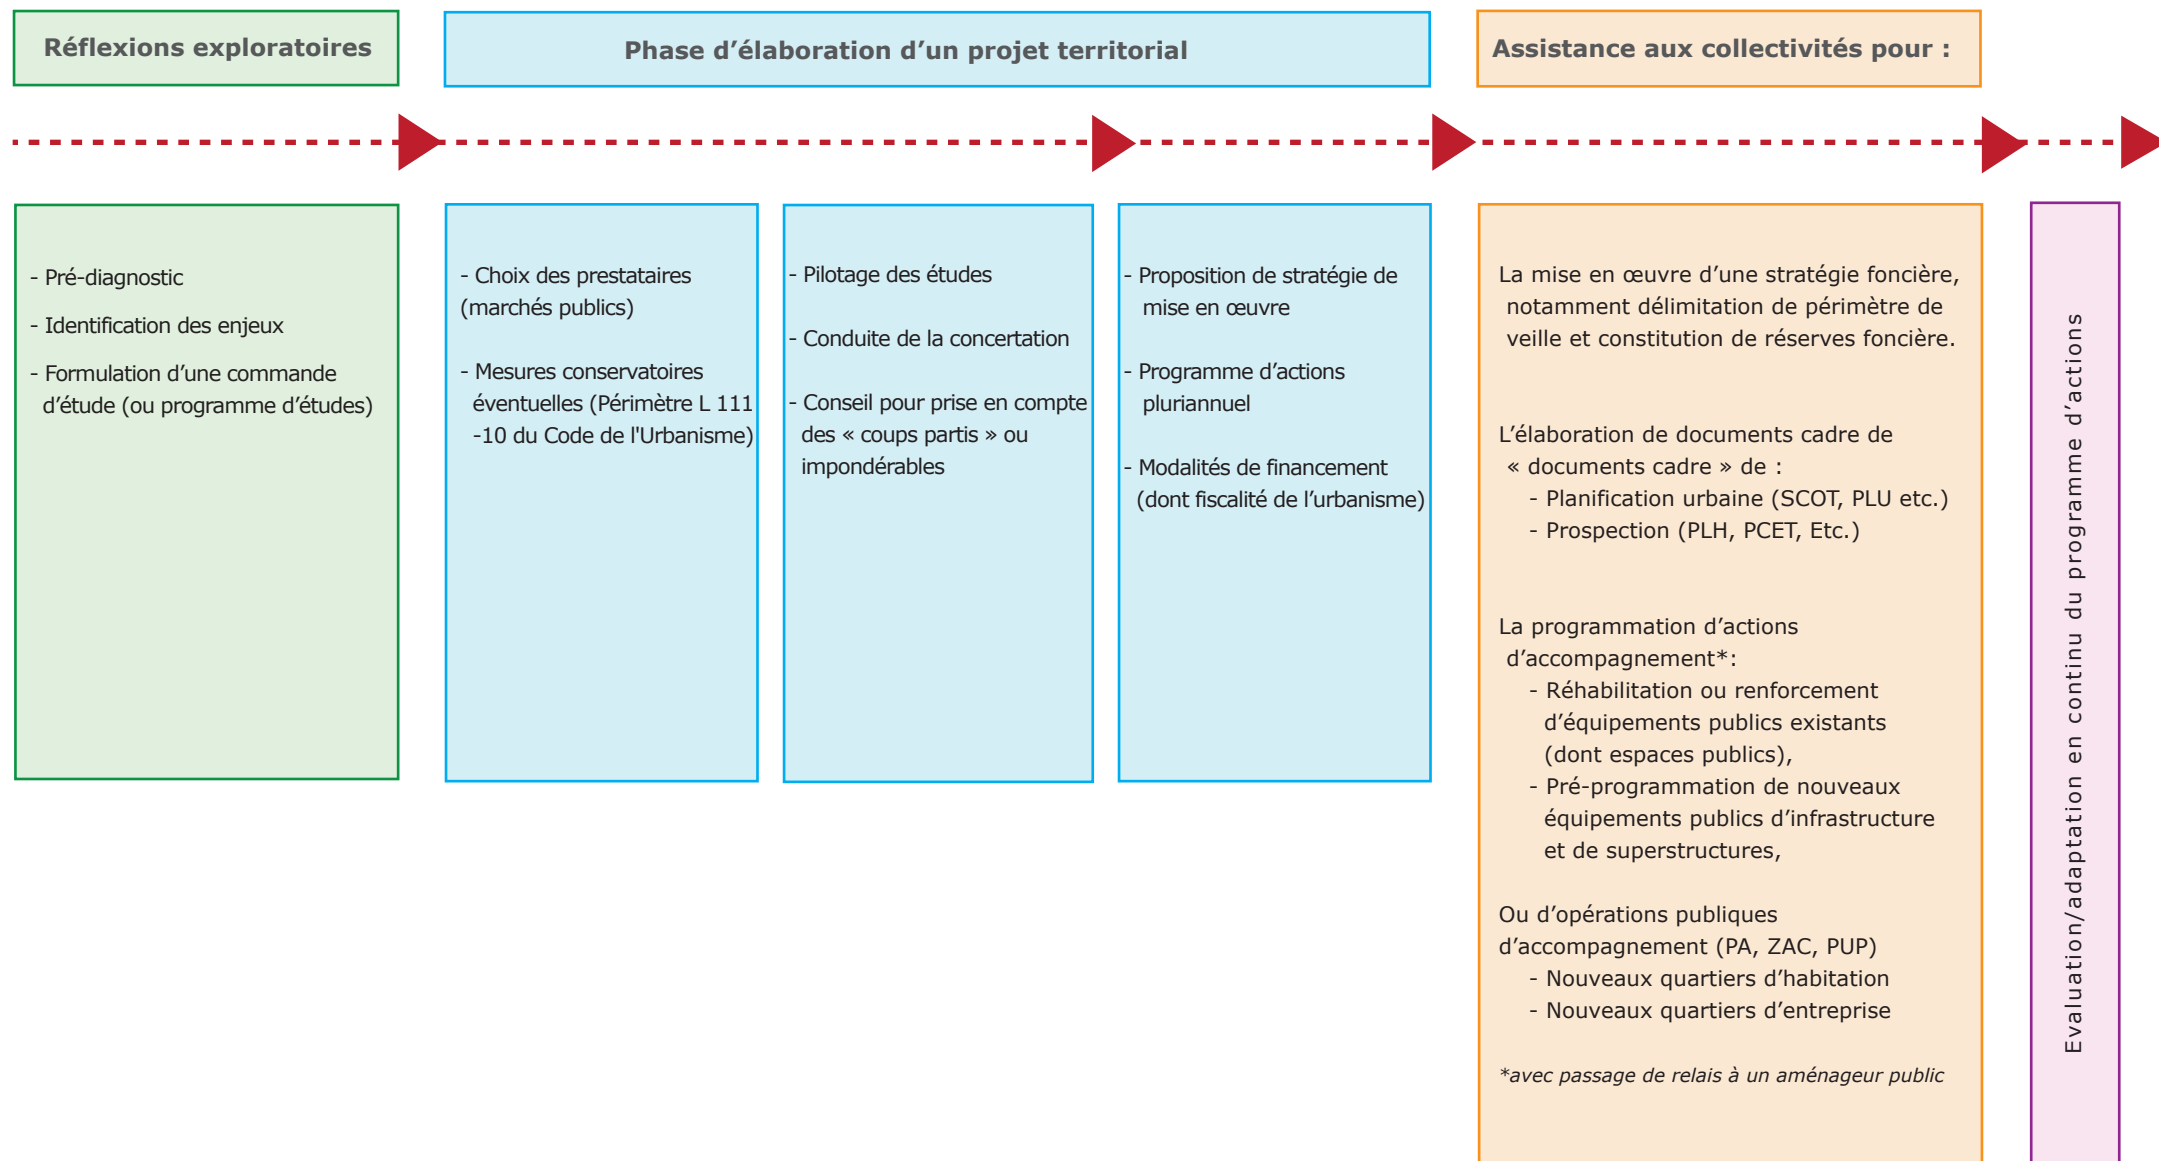 Réflexions exploratoires
Phase d’élaboration d’un projet territorial
Assistance aux collectivités pour :
- Pré-diagnostic
- Identification des enjeux
- Formulation d’une commande
d’étude (ou programme d’études)
- Choix des prestataires
(marchés publics)
- Mesures conservatoires
éventuelles (Périmètre L 111
-10 du Code de l'Urbanisme)
- Pilotage des études
- Conduite de la concertation
- Conseil pour prise en compte
des « coups partis » ou
impondérables
- Proposition de stratégie de
mise en œuvre
- Programme d’actions
pluriannuel
- Modalités de financement
(dont fiscalité de l’urbanisme)
La mise en œuvre d’une stratégie foncière,
notamment délimitation de périmètre de
veille et constitution de réserves foncière.
L’élaboration de documents cadre de
« documents cadre » de :
- Planification urbaine (SCOT, PLU etc.)
- Prospection (PLH, PCET, Etc.)
La programmation d’actions
d’accompagnement*:
- Réhabilitation ou renforcement
d’équipements publics existants
(dont espaces publics),
- Pré-programmation de nouveaux
équipements publics d’infrastructure
et de superstructures,
Ou d’opérations publiques
d’accompagnement (PA, ZAC, PUP)
- Nouveaux quartiers d’habitation
- Nouveaux quartiers d’entreprise
*avec passage de relais à un aménageur public
Evaluation/adaptation en continu du programme d’actions